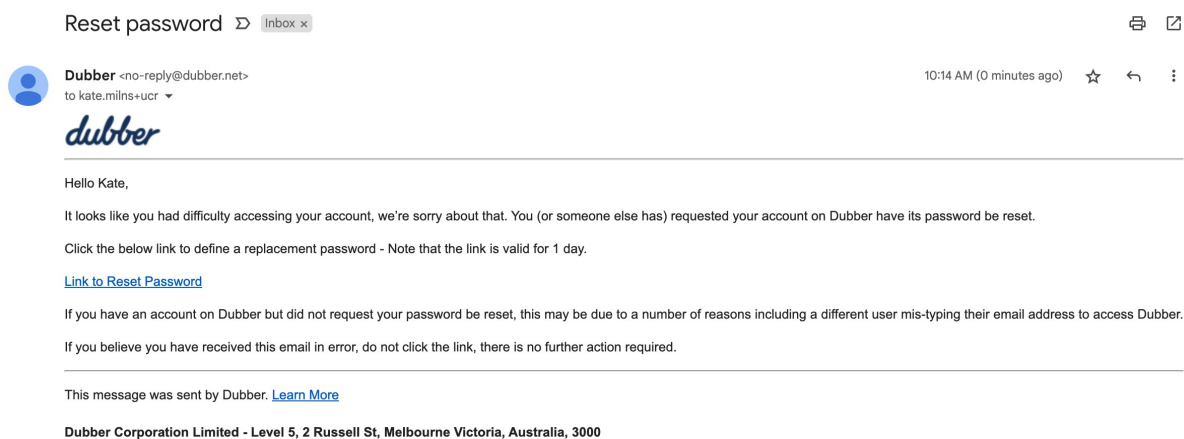 Reset password Inbox ×
Dubber <no-reply@dubber.net> 10:14 AM (0 minutes ago)
to kate.milns+ucr
dubber
Hello Kate,
It looks like you had difficulty accessing your account, we’re sorry about that. You (or someone else has) requested your account on Dubber have its password be reset.
Click the below link to define a replacement password - Note that the link is valid for 1 day.
Link to Reset Password
If you have an account on Dubber but did not request your password be reset, this may be due to a number of reasons including a different user mis-typing their email address to access Dubber.
If you believe you have received this email in error, do not click the link, there is no further action required.
This message was sent by Dubber. Learn More
Dubber Corporation Limited - Level 5, 2 Russell St, Melbourne Victoria, Australia, 3000